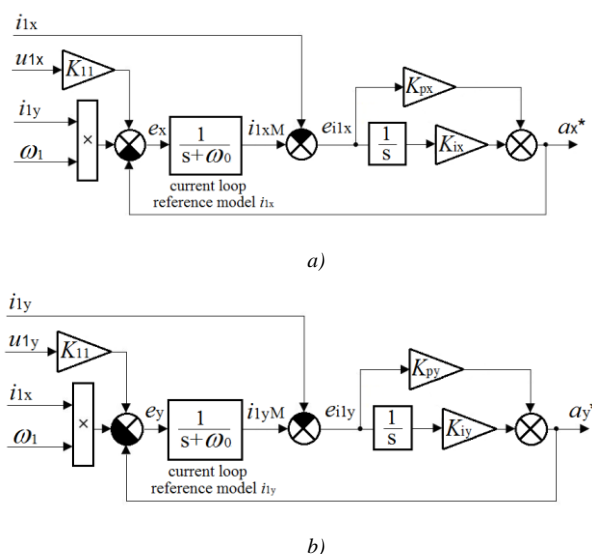 i1x
u1x K11
i1y
ω1
×
ex
1
s+ω0
i1xM
current loop
reference model i1x
ei1x
Kpx
1
s
Kix
ax*
a)
i1y
u1y K11
i1x
ω1
×
ey
1
s+ω0
i1yM
current loop
reference model i1y
ei1y
Kpy
1
s
Kiy
ay*
b)